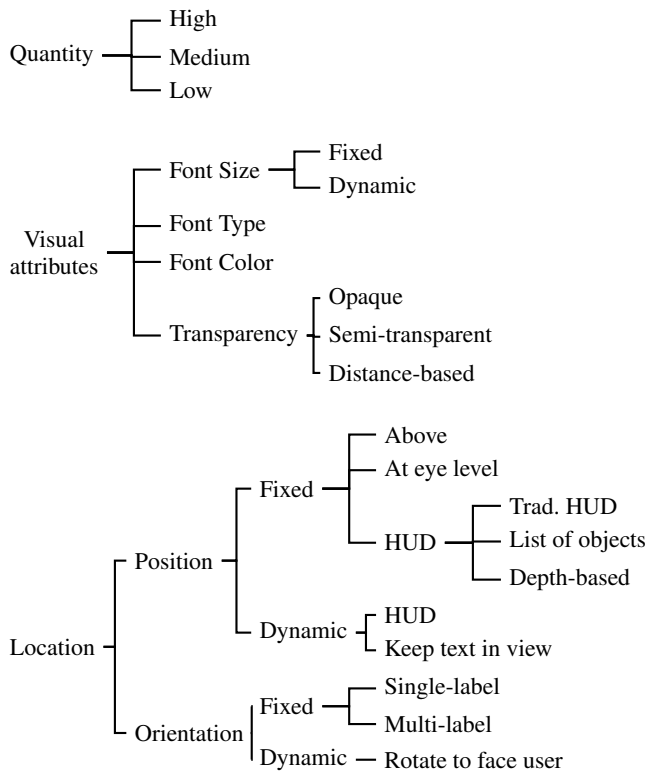 High
Quantity
Medium
Low
Fixed
Font Size
Dynamic
Font Type
Visual
attributes
Font Color
Opaque
Transparency
Semi-transparent
Distance-based
Above
At eye level
Fixed
Trad. HUD
HUD
List of objects
Depth-based
Position
HUD
Dynamic
Keep text in view
Location
Single-label
Fixed
Multi-label
Orientation
Dynamic
Rotate to face user